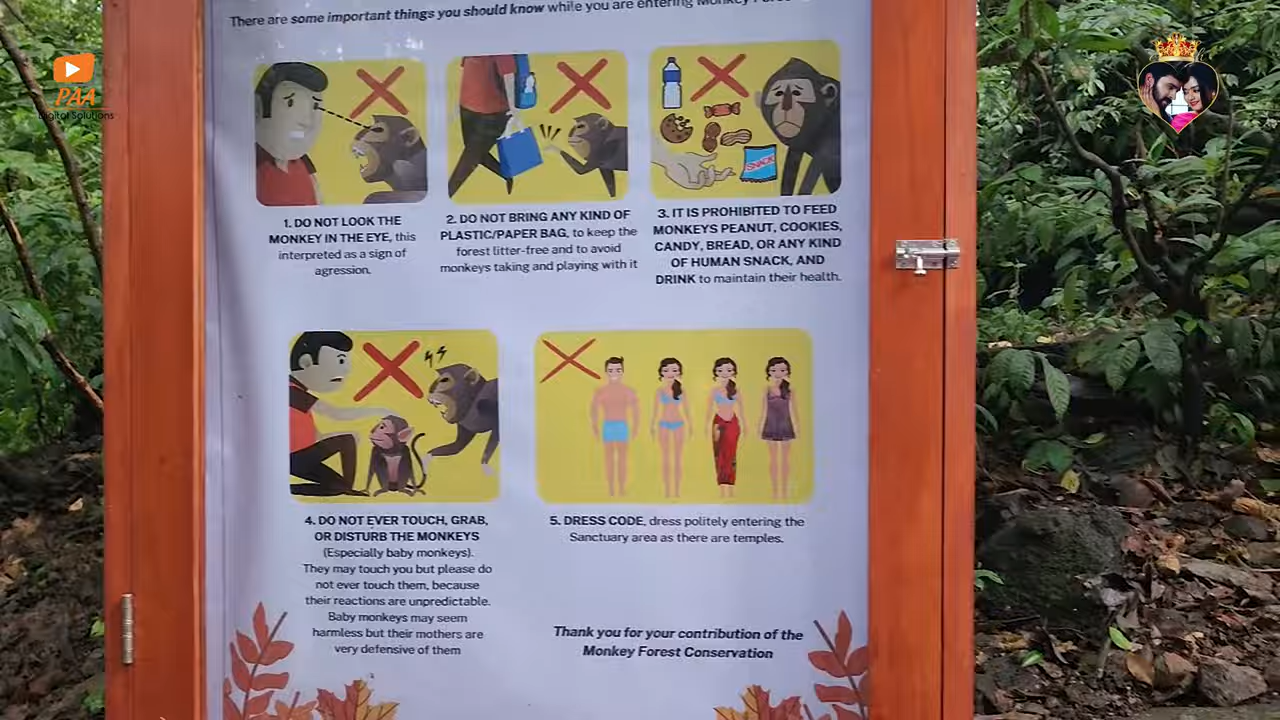 There are some important things you should know while you are entering Monkey
PAA
Digital Solutions
SNACK
1. DO NOT LOOK THE
MONKEY IN THE EYE, this
interpreted as a sign of
agression.
2. DO NOT BRING ANY KIND OF
PLASTIC/PAPER BAG, to keep the
forest litter-free and to avoid
monkeys taking and playing with it
3. IT IS PROHIBITED TO FEED
MONKEYS PEANUT, COOKIES,
CANDY, BREAD, OR ANY KIND
OF HUMAN SNACK, AND
DRINK to maintain their health.
4. DO NOT EVER TOUCH, GRAB,
OR DISTURB THE MONKEYS
(Especially baby monkeys).
They may touch you but please do
not ever touch them, because
their reactions are unpredictable.
Baby monkeys may seem
harmless but their mothers are
very defensive of them
5. DRESS CODE, dress politely entering the
Sanctuary area as there are temples.
Thank you for your contribution of the
Monkey Forest Conservation